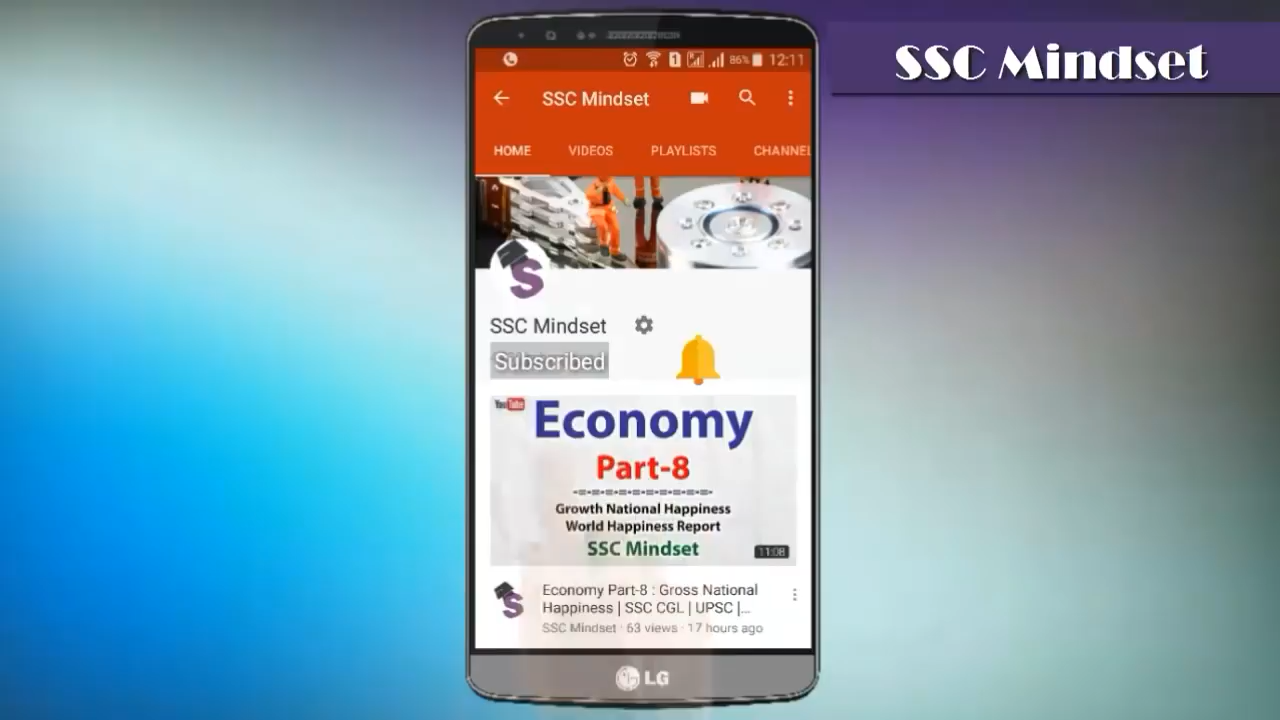 SSC Mindset
1
86%
12:11
SSC Mindset
HOME VIDEOS PLAYLISTS CHANNEL
S
SSC Mindset
Subscribed
YouTube
Economy
Part-8
Growth National Happiness
World Happiness Report
SSC Mindset
11:08
S
Economy Part-8 : Gross National
Happiness | SSC CGL | UPSC |...
SSC Mindset · 63 views · 17 hours ago
LG